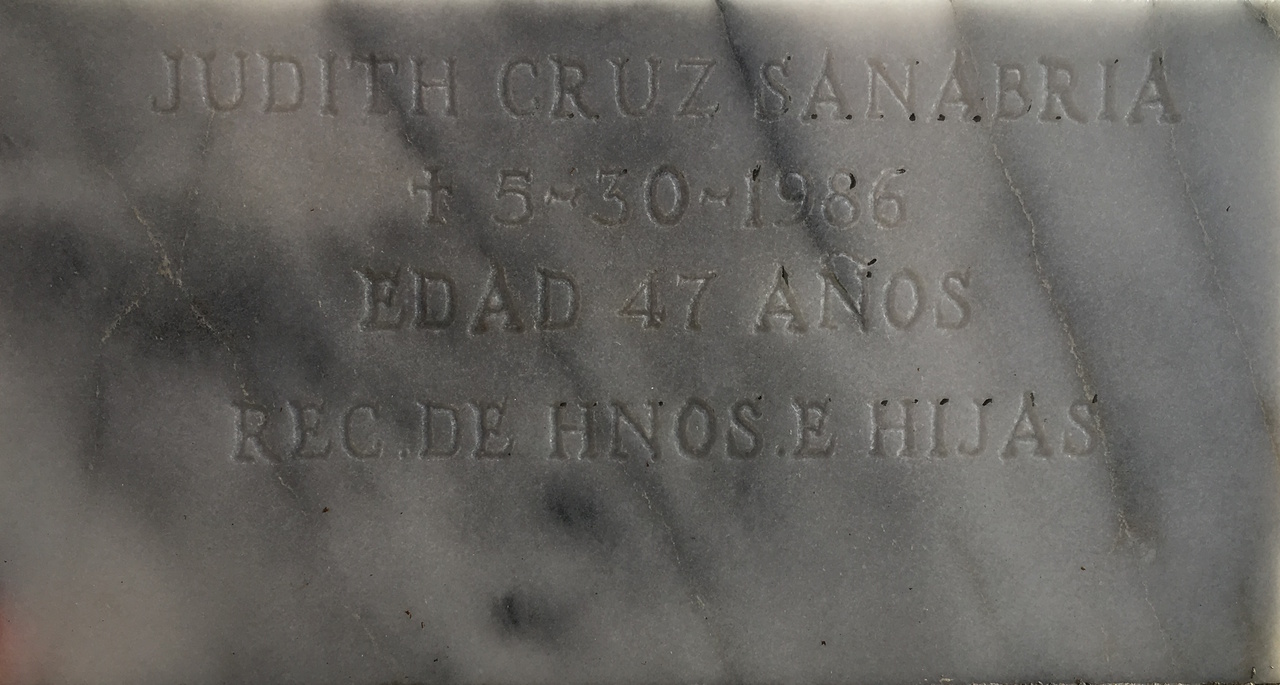 JUDITH CRUZ SANABRIA
† 5~30~1986
EDAD 47 AÑOS
REC.DE HNOS.E HIJAS